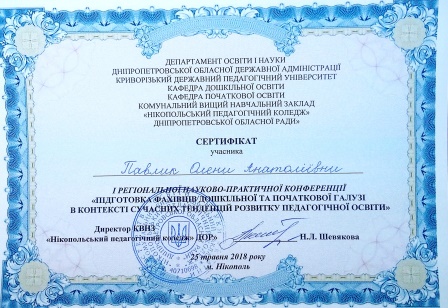 ДЕПАРТАМЕНТ ОСВІТИ І НАУКИ
ДНІПРОПЕТРОВСЬКОЇ ОБЛАСНОЇ ДЕРЖАВНОЇ АДМІНІСТРАЦІЇ
КРИВОРІЗЬКИЙ ДЕРЖАВНИЙ ПЕДАГОГІЧНИЙ УНІВЕРСИТЕТ
КАФЕДРА ДОШКІЛЬНОЇ ОСВІТИ
КАФЕДРА ПОЧАТКОВОЇ ОСВІТИ
КОМУНАЛЬНИЙ ВИЩИЙ НАВЧАЛЬНИЙ ЗАКЛАД
«НІКОПОЛЬСЬКИЙ ПЕДАГОГІЧНИЙ КОЛЕДЖ»
ДНІПРОПЕТРОВСЬКОЇ ОБЛАСНОЇ РАДИ»
СЕРТИФІКАТ
учасника
Павлик Олени Анатоліївни
І РЕГІОНАЛЬНОЇ НАУКОВО-ПРАКТИЧНОЇ КОНФЕРЕНЦІЇ
«ПІДГОТОВКА ФАХІВЦІВ ДОШКІЛЬНОЇ ТА ПОЧАТКОВОЇ ГАЛУЗІ
В КОНТЕКСТІ СУЧАСНИХ ТЕНДЕНЦІЙ РОЗВИТКУ ПЕДАГОГІЧНОЇ ОСВІТИ»
Директор КВНЗ
«Нікопольський педагогічний коледж» ДОР» Н.Л. Шевякова
25 травня 2018 року
м. Нікополь